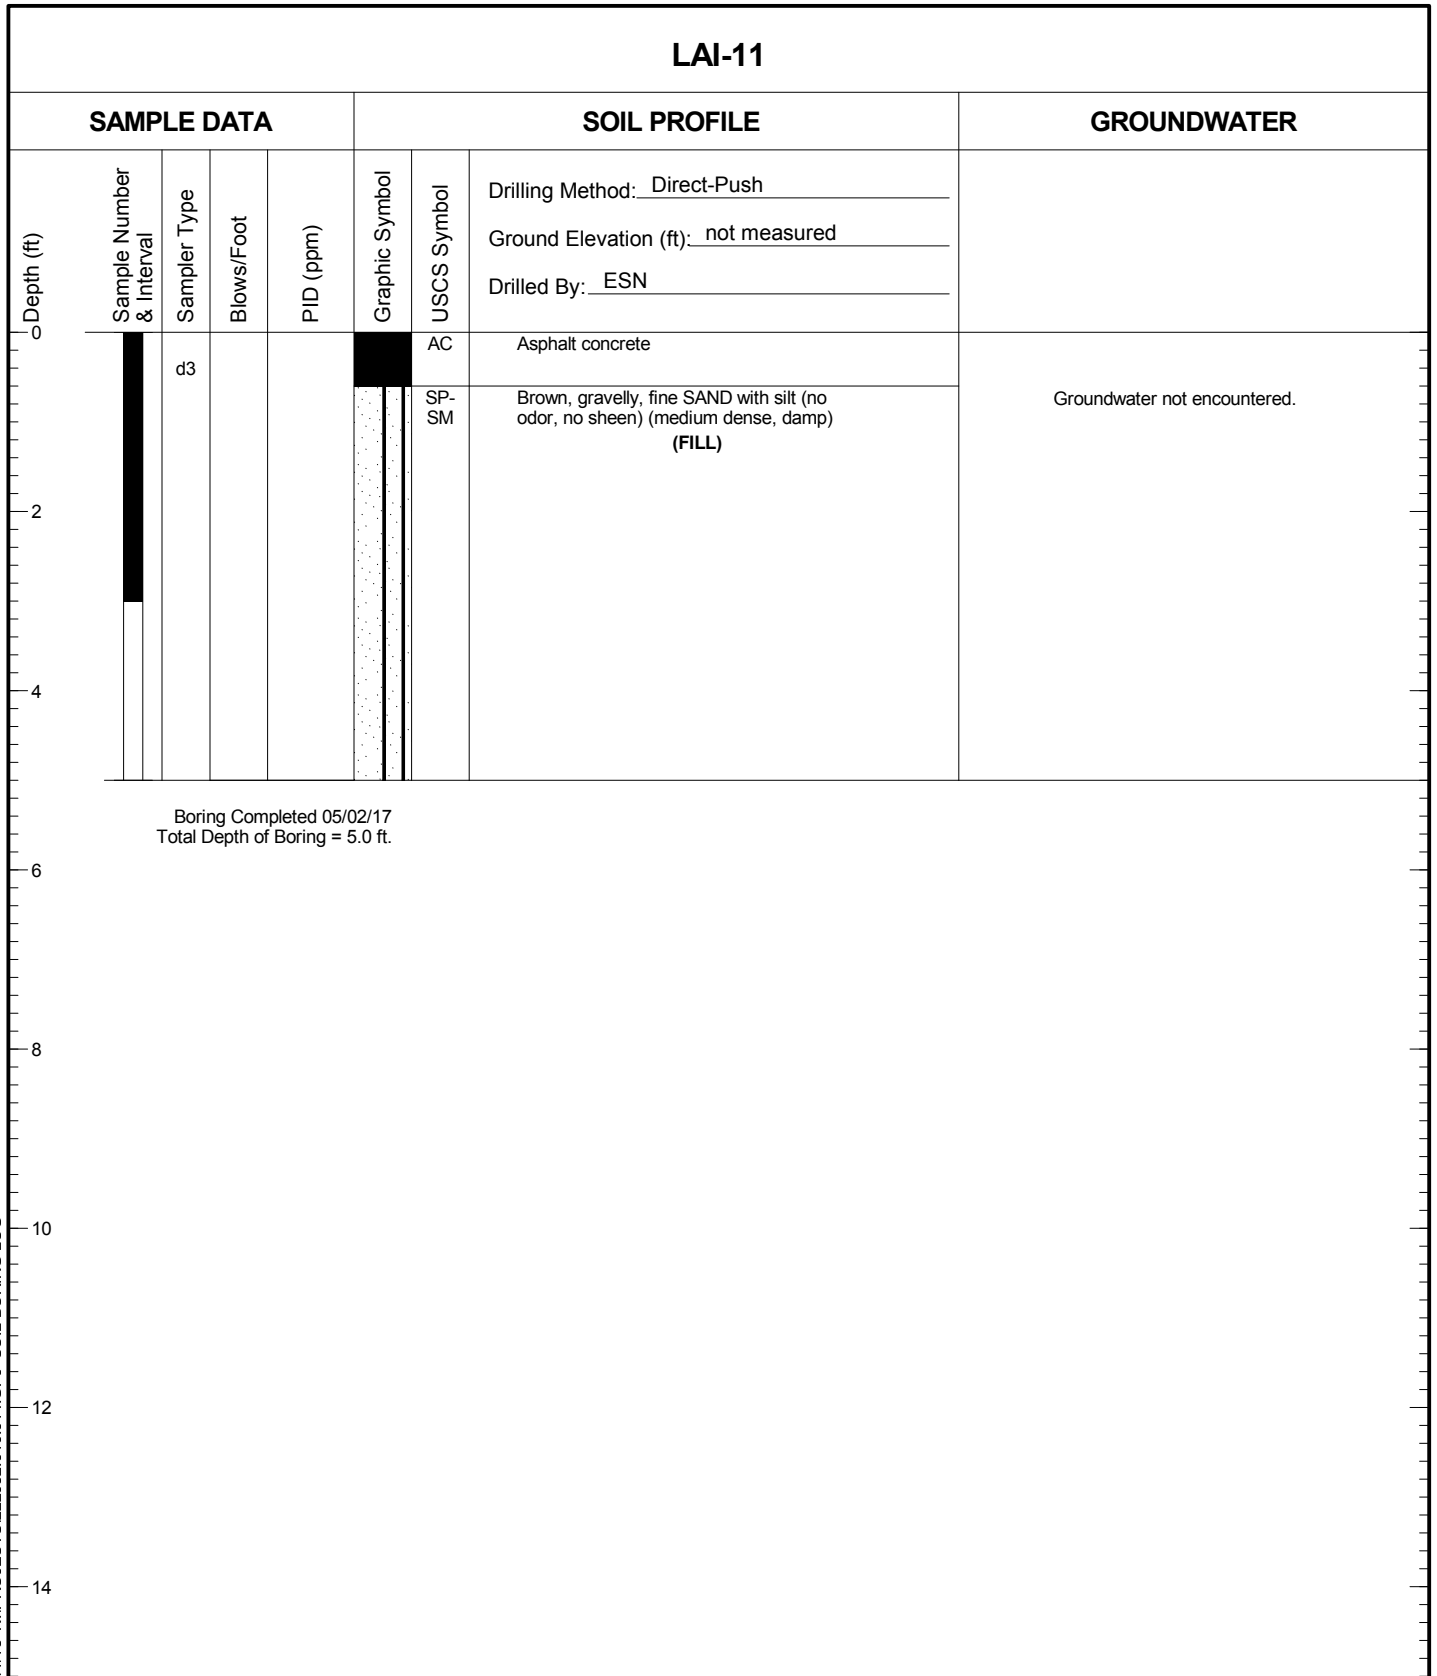 LAI-11
SAMPLE DATA
SOIL PROFILE
GROUNDWATER
Depth (ft)
Sample Number
& Interval
Sampler Type
Blows/Foot
PID (ppm)
Graphic Symbol
USCS Symbol
Drilling Method: Direct-Push
Ground Elevation (ft): not measured
Drilled By: ESN
0
d3
AC
Asphalt concrete
SP-
SM
Brown, gravelly, fine SAND with silt (no
odor, no sheen) (medium dense, damp)
(FILL)
Groundwater not encountered.
2
4
Boring Completed 05/02/17
Total Depth of Boring = 5.0 ft.
6
8
10
12
14